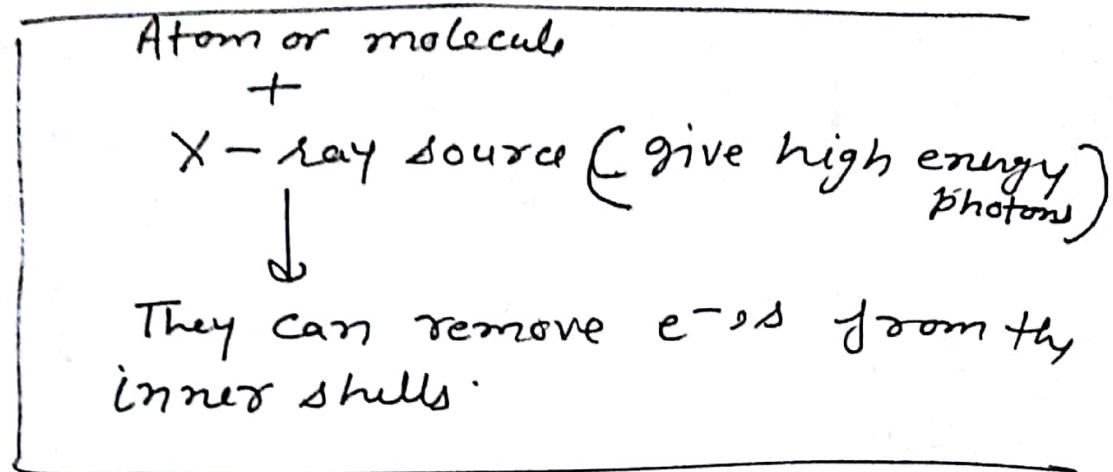 Atom or molecule
+
X-ray source (give high energy
photons)
↓
They can remove e⁻'s from the
inner shells.